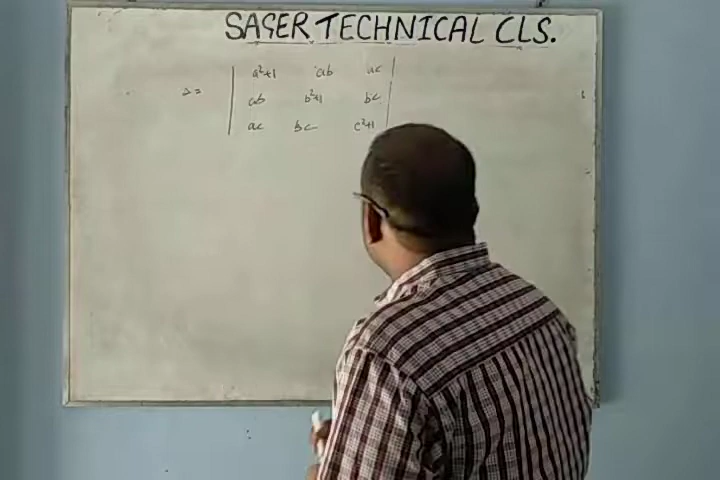 SAGER TECHNICAL CLS.
Δ = | a²+1 ab ac |
| ab b²+1 bc |
| ac bc c²+1 |